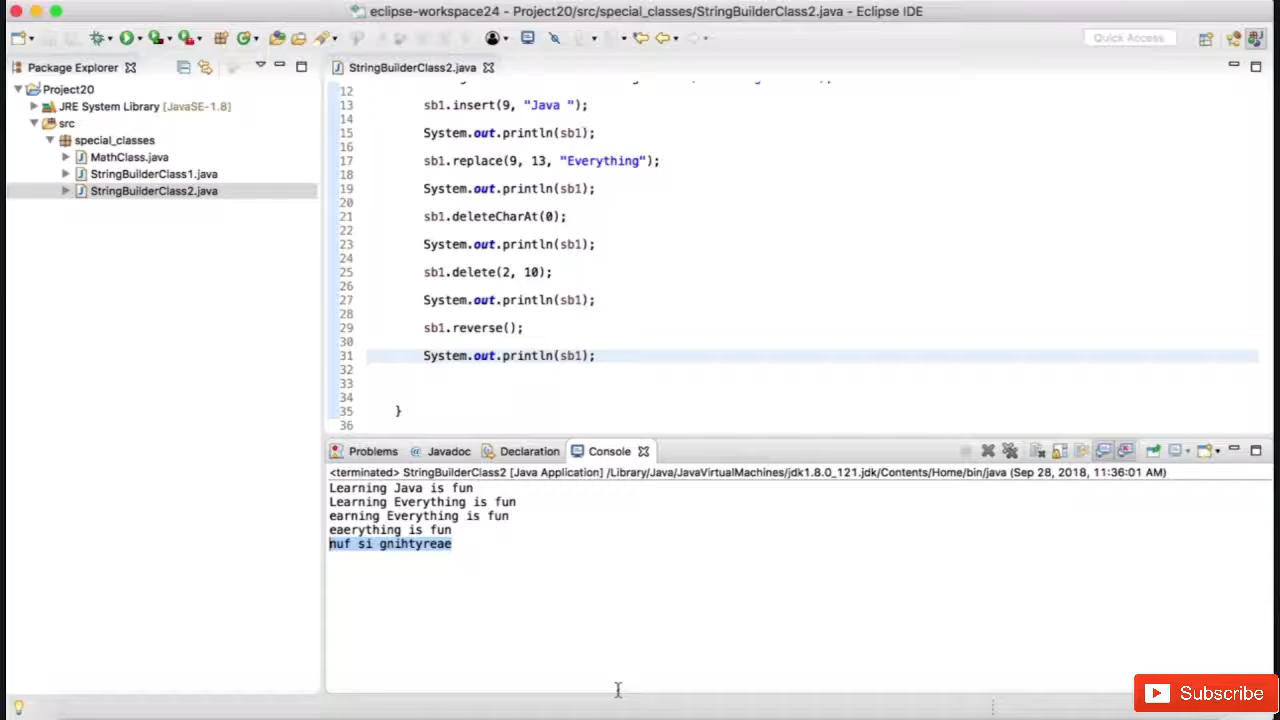 eclipse-workspace24 - Project20/src/special_classes/StringBuilderClass2.java - Eclipse IDE
Quick Access
Package Explorer
StringBuilderClass2.java
Project20
JRE System Library [JavaSE-1.8]
src
special_classes
MathClass.java
StringBuilderClass1.java
StringBuilderClass2.java
12
13 sb1.insert(9, "Java ");
14
15 System.out.println(sb1);
16
17 sb1.replace(9, 13, "Everything");
18
19 System.out.println(sb1);
20
21 sb1.deleteCharAt(0);
22
23 System.out.println(sb1);
24
25 sb1.delete(2, 10);
26
27 System.out.println(sb1);
28
29 sb1.reverse();
30
31 System.out.println(sb1);
32
33
34
35 }
36
Problems @ Javadoc Declaration Console
<terminated> StringBuilderClass2 [Java Application] /Library/Java/JavaVirtualMachines/jdk1.8.0_121.jdk/Contents/Home/bin/java (Sep 28, 2018, 11:36:01 AM)
Learning Java is fun
Learning Everything is fun
earning Everything is fun
eaerything is fun
nuf si gnihtyreae
Subscribe